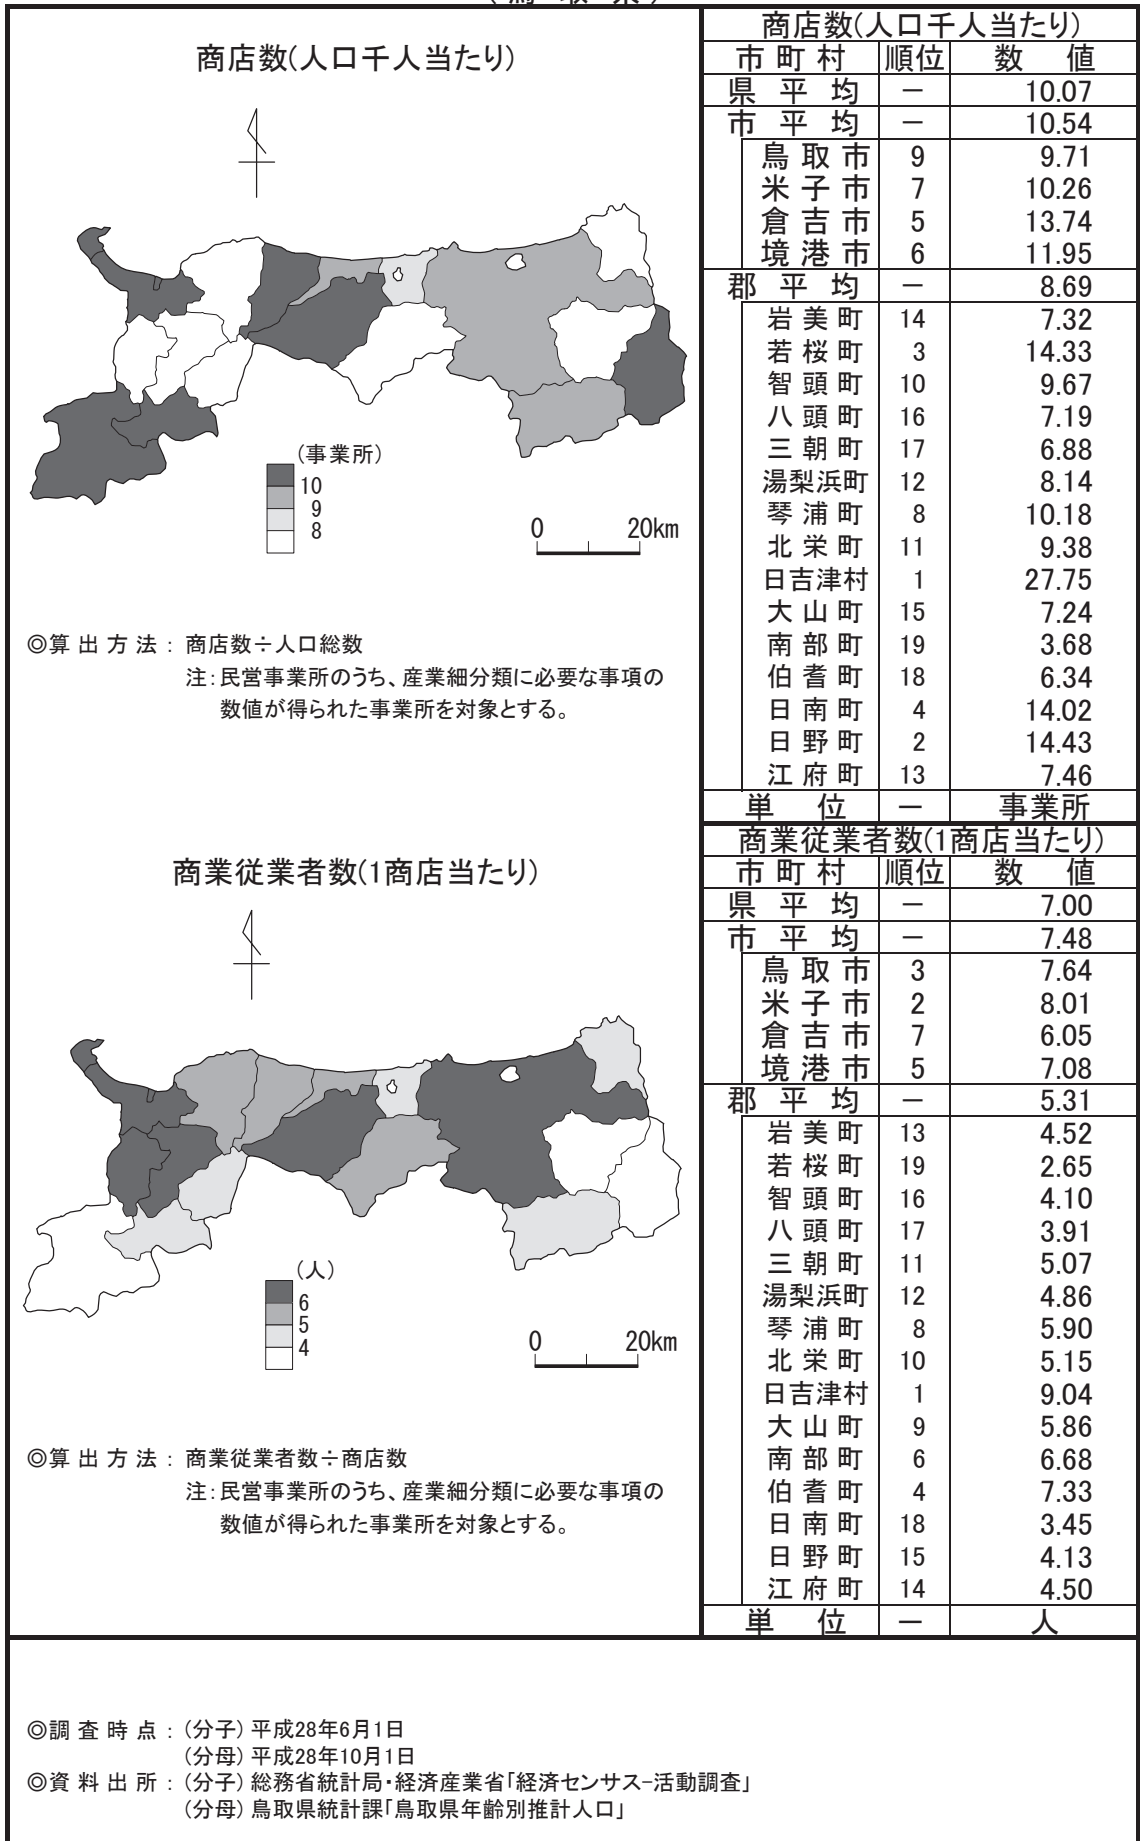 商店数(人口千人当たり)
(事業所)
10
9
8
0 20km
◎算出方法：商店数÷人口総数
注：民営事業所のうち、産業細分類に必要な事項の
数値が得られた事業所を対象とする。
商店数(人口千人当たり)
市町村 順位 数値
県平均 － 10.07
市平均 － 10.54
鳥取市 9 9.71
米子市 7 10.26
倉吉市 5 13.74
境港市 6 11.95
郡平均 － 8.69
岩美町 14 7.32
若桜町 3 14.33
智頭町 10 9.67
八頭町 16 7.19
三朝町 17 6.88
湯梨浜町 12 8.14
琴浦町 8 10.18
北栄町 11 9.38
日吉津村 1 27.75
大山町 15 7.24
南部町 19 3.68
伯耆町 18 6.34
日南町 4 14.02
日野町 2 14.43
江府町 13 7.46
単位 － 事業所
商業従業者数(1商店当たり)
(人)
6
5
4
0 20km
◎算出方法：商業従業者数÷商店数
注：民営事業所のうち、産業細分類に必要な事項の
数値が得られた事業所を対象とする。
商業従業者数(1商店当たり)
市町村 順位 数値
県平均 － 7.00
市平均 － 7.48
鳥取市 3 7.64
米子市 2 8.01
倉吉市 7 6.05
境港市 5 7.08
郡平均 － 5.31
岩美町 13 4.52
若桜町 19 2.65
智頭町 16 4.10
八頭町 17 3.91
三朝町 11 5.07
湯梨浜町 12 4.86
琴浦町 8 5.90
北栄町 10 5.15
日吉津村 1 9.04
大山町 9 5.86
南部町 6 6.68
伯耆町 4 7.33
日南町 18 3.45
日野町 15 4.13
江府町 14 4.50
単位 － 人
◎調査時点：(分子)平成28年6月1日
(分母)平成28年10月1日
◎資料出所：(分子)総務省統計局・経済産業省「経済センサス-活動調査」
(分母)鳥取県統計課「鳥取県年齢別推計人口」